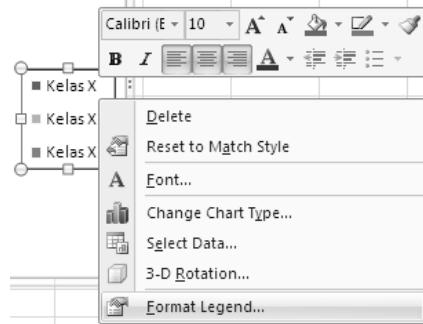 Calibri (E 10 A A
B I A
Kelas X
Kelas X
Kelas X
Delete
Reset to Match Style
A Font...
Change Chart Type...
Select Data...
3-D Rotation...
Format Legend...